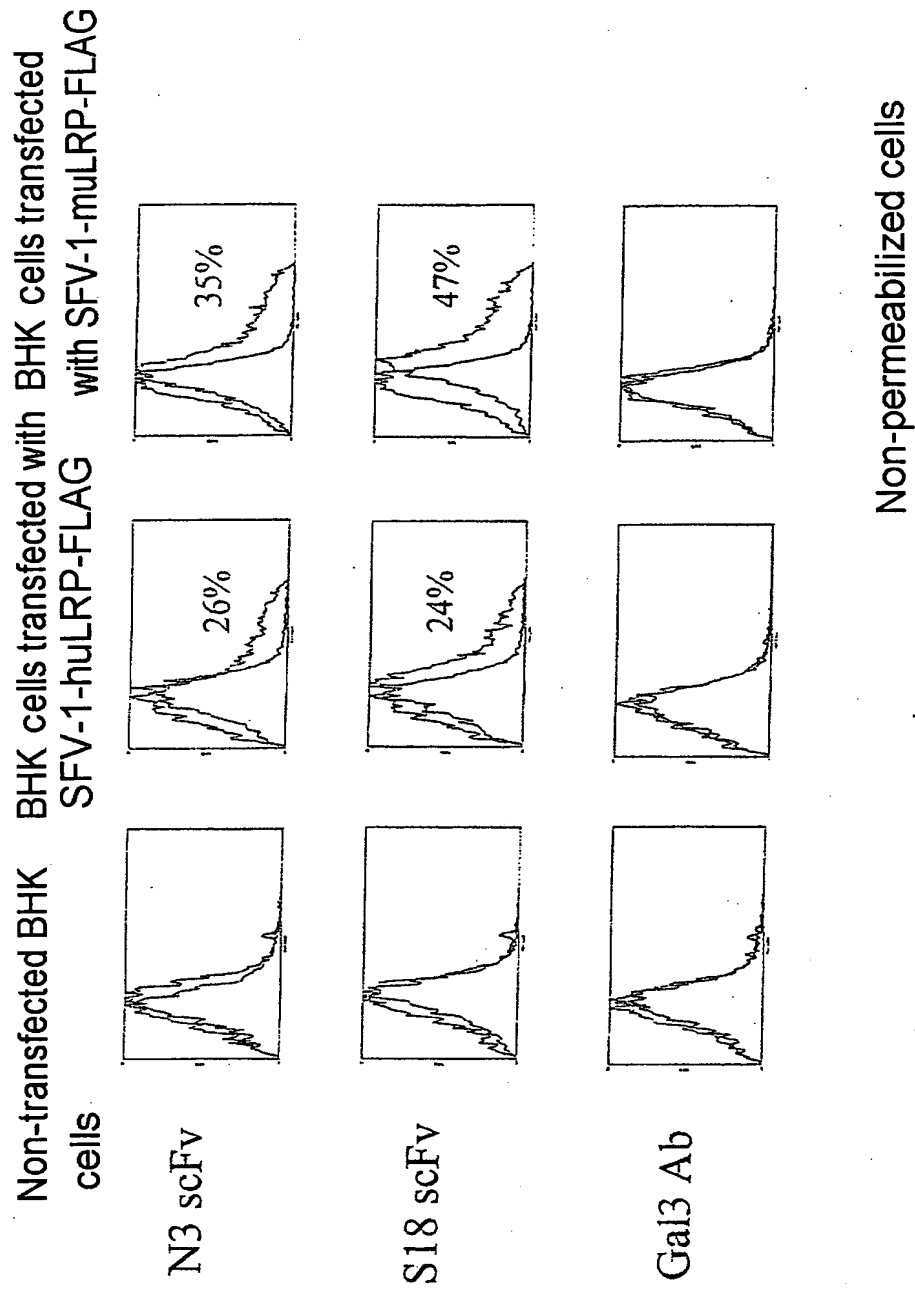 Non-transfected BHK
cells
BHK cells transfected with
SFV-1-huLRP-FLAG
BHK cells transfected
with SFV-1-muLRP-FLAG
N3 scFv
26%
35%
S18 scFv
24%
47%
Gal3 Ab
Non-permeabilized cells